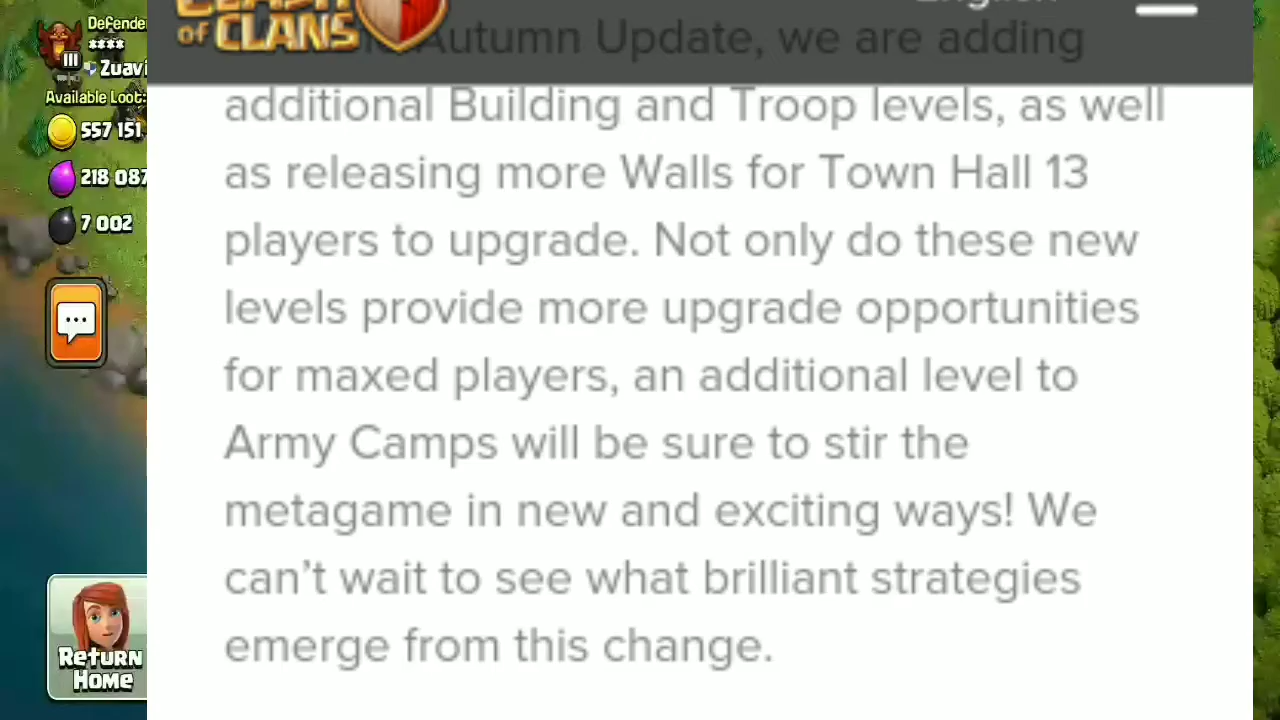 Defende
Zuavi
Available Loot:
557 151
218 087
7 002
Return
Home
CLASH
OF CLANS
English
Autumn Update, we are adding
additional Building and Troop levels, as well
as releasing more Walls for Town Hall 13
players to upgrade. Not only do these new
levels provide more upgrade opportunities
for maxed players, an additional level to
Army Camps will be sure to stir the
metagame in new and exciting ways! We
can’t wait to see what brilliant strategies
emerge from this change.